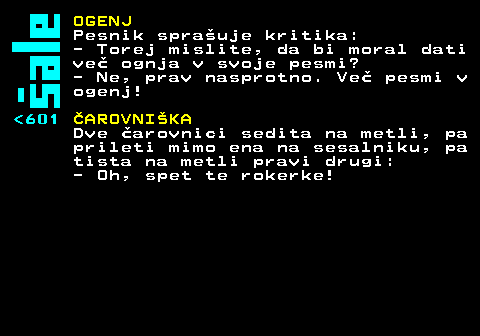 šale
OGENJ
Pesnik sprašuje kritika:
- Torej mislite, da bi moral dati
več ognja v svoje pesmi?
- Ne, prav nasprotno. Več pesmi v
ogenj!
<601 ČAROVNIŠKA
Dve čarovnici sedita na metli, pa
prileti mimo ena na sesalniku, pa
tista na metli pravi drugi:
- Oh, spet te rokerke!